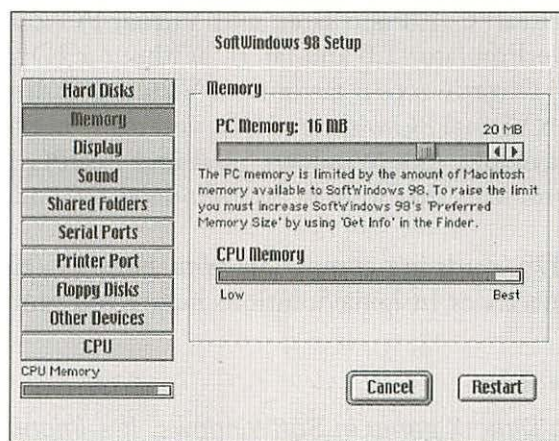 SoftWindows 98 Setup
Hard Disks
Memory
Display
Sound
Shared Folders
Serial Ports
Printer Port
Floppy Disks
Other Devices
CPU
CPU Memory
Memory
PC Memory: 16 MB
20 MB
The PC memory is limited by the amount of Macintosh
memory available to SoftWindows 98. To raise the limit
you must increase SoftWindows 98's 'Preferred
Memory Size' by using 'Get Info' in the Finder.
CPU Memory
Low
Best
Cancel
Restart